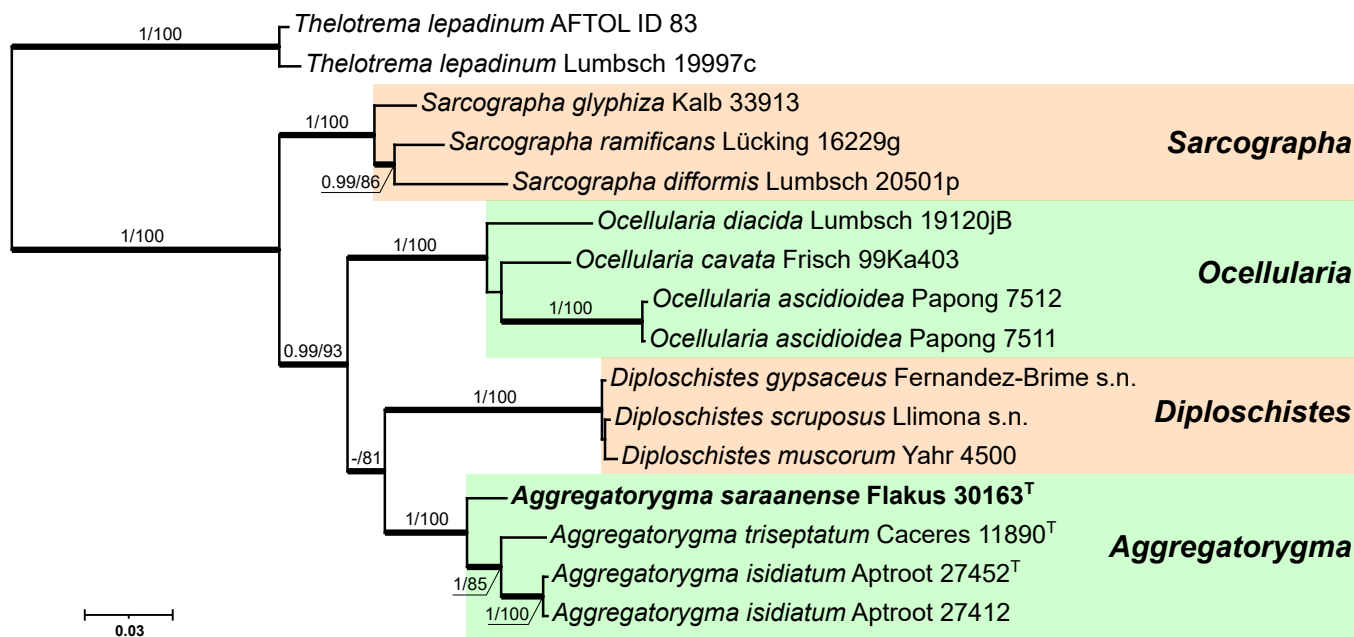 Thelotrema lepadinum AFTOL ID 83
1/100
Thelotrema lepadinum Lumbsch 19997c
Sarcographa glyphiza Kalb 33913
1/100
Sarcographa ramificans Lücking 16229g
Sarcographa
0.99/86
Sarcographa difformis Lumbsch 20501p
1/100
Ocellularia diacida Lumbsch 19120jB
1/100
Ocellularia cavata Frisch 99Ka403
Ocellularia
Ocellularia ascidioidea Papong 7512
1/100
Ocellularia ascidioidea Papong 7511
0.99/93
Diploschistes gypsaceus Fernandez-Brime s.n.
1/100
Diploschistes scruposus Llimona s.n.
Diploschistes
-/81
Diploschistes muscorum Yahr 4500
Aggregatorygma saraanense Flakus 30163ᵀ
1/100
Aggregatorygma triseptatum Caceres 11890ᵀ
Aggregatorygma
1/85
Aggregatorygma isidiatum Aptroot 27452ᵀ
1/100
Aggregatorygma isidiatum Aptroot 27412
0.03